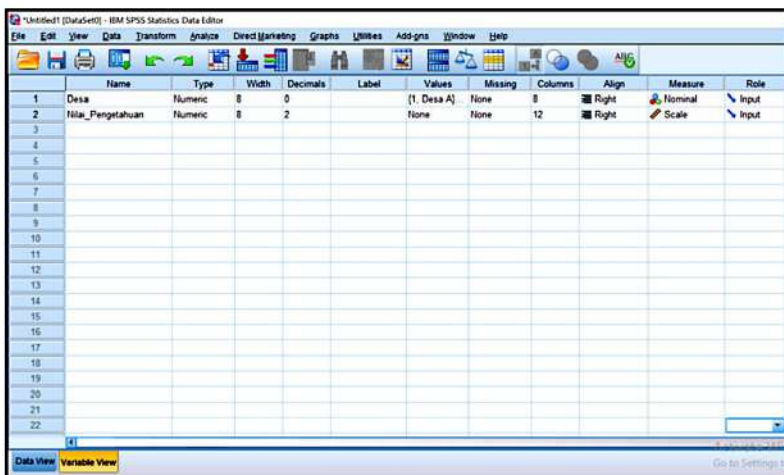 *Untitled1 [DataSet0] - IBM SPSS Statistics Data Editor
File Edit View Data Transform Analyze Direct Marketing Graphs Utilities Add-ons Window Help
Name Type Width Decimals Label Values Missing Columns Align Measure Role
1 Desa Numeric 8 0 {1, Desa A}... None 8 Right Nominal Input
2 Nilai_Pengetahuan Numeric 8 2 None None 12 Right Scale Input
3
4
5
6
7
8
9
10
11
12
13
14
15
16
17
18
19
20
21
22
Data View Variable View
Go to Settings